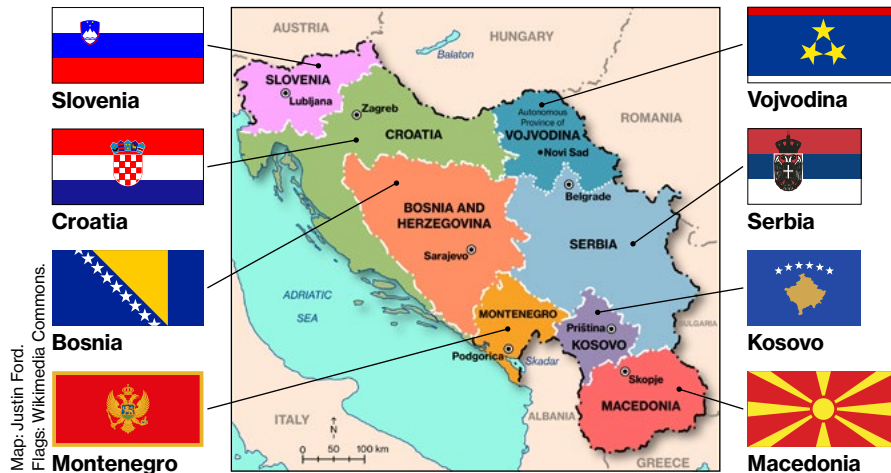 Slovenia
Croatia
Bosnia
Montenegro
Map: Justin Ford.
Flags: Wikimedia Commons.
AUSTRIA
HUNGARY
Balaton
SLOVENIA
Lubljana
Zagreb
CROATIA
Autonomous
Province of
VOJVODINA
Novi Sad
ROMANIA
BOSNIA AND
HERZEGOVINA
Belgrade
Sarajevo
SERBIA
ADRIATIC
SEA
MONTENEGRO
Priština
KOSOVO
BULGARIA
Podgorica
Skadar
Skopje
MACEDONIA
ITALY
ALBANIA
GREECE
N
0 50 100 km
Vojvodina
Serbia
Kosovo
Macedonia